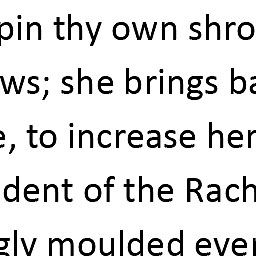 pin thy own shro
ws; she brings ba
e, to increase her
dent of the Rach
gly moulded ever